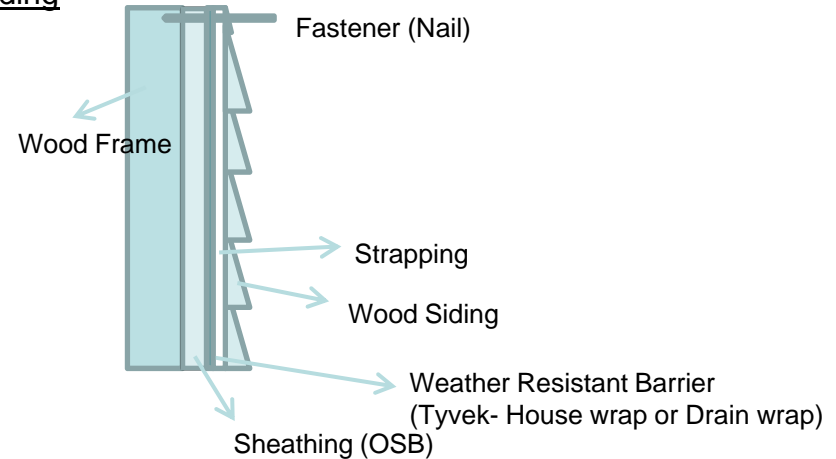 Fastener (Nail)
Wood Frame
Strapping
Wood Siding
Weather Resistant Barrier
(Tyvek- House wrap or Drain wrap)
Sheathing (OSB)